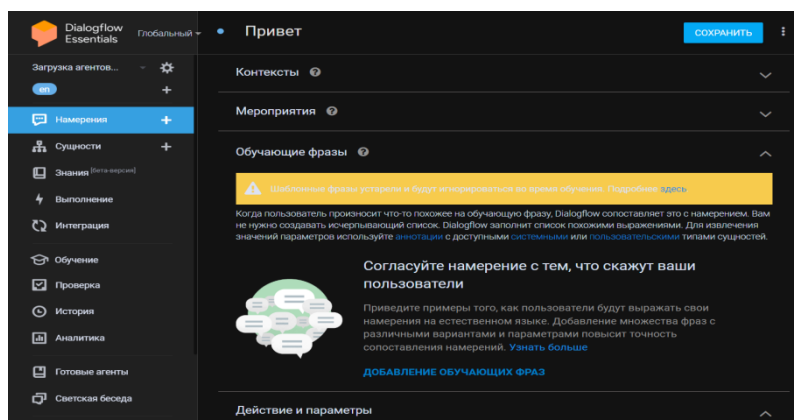 Dialogflow
Essentials
Глобальный
Привет
СОХРАНИТЬ
Загрузка агентов...
en
Намерения
Сущности
Знания [бета-версия]
Выполнение
Интеграция
Обучение
Проверка
История
Аналитика
Готовые агенты
Светская беседа
Контексты
Мероприятия
Обучающие фразы
Шаблонные фразы устарели и будут игнорироваться во время обучения. Подробнее здесь
Когда пользователь произносит что-то похожее на обучающую фразу, Dialogflow сопоставляет это с намерением. Вам
не нужно создавать исчерпывающий список. Dialogflow заполнит список похожими выражениями. Для извлечения
значений параметров используйте аннотации с доступными системными или пользовательскими типами сущностей.
Согласуйте намерение с тем, что скажут ваши
пользователи
Приведите примеры того, как пользователи будут выражать свои
намерения на естественном языке. Добавление множества фраз с
различными вариантами и параметрами повысит точность
сопоставления намерений. Узнать больше
ДОБАВЛЕНИЕ ОБУЧАЮЩИХ ФРАЗ
Действие и параметры